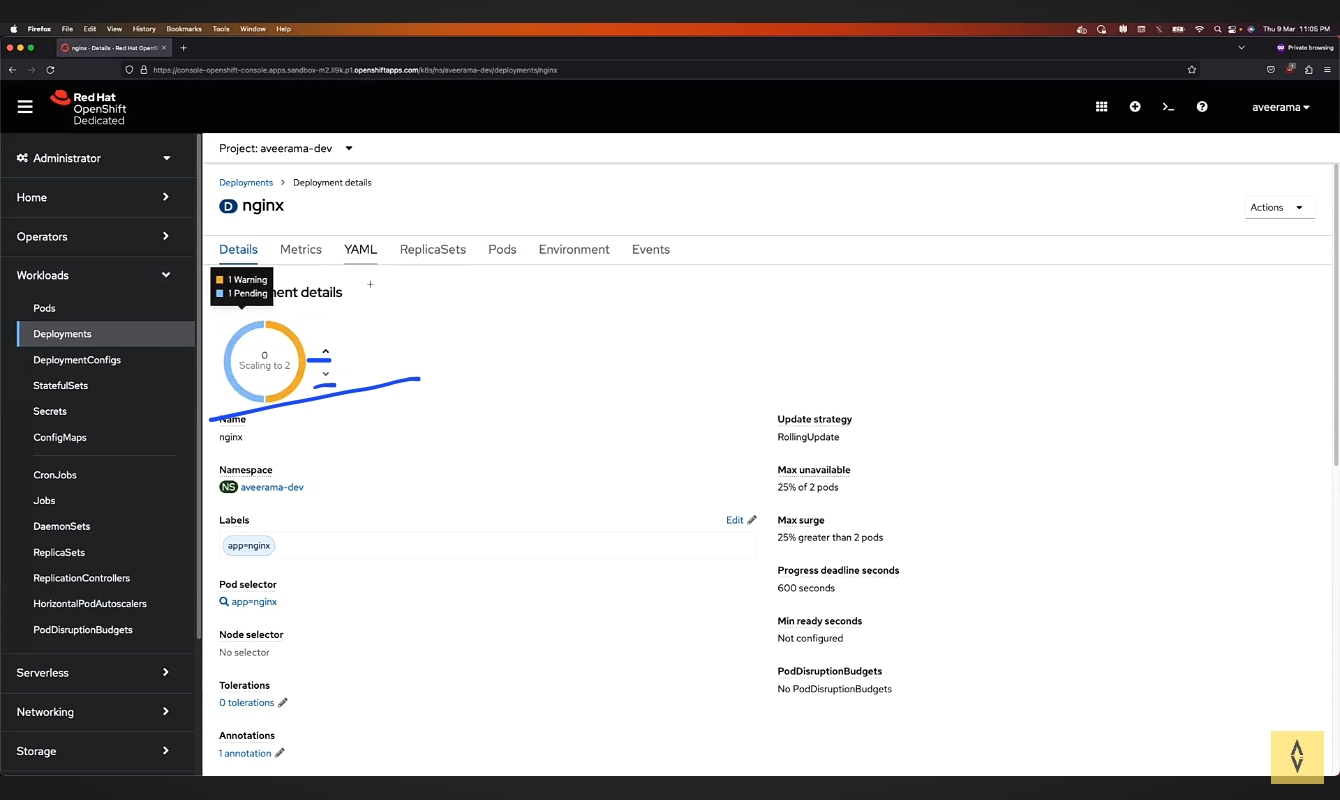 Firefox File Edit View History Bookmarks Tools Window Help
Thu 9 Mar 11:05 PM
nginx · Details · Red Hat OpenS
Private browsing
https://console-openshift-console.apps.sandbox-m2.ll9k.p1.openshiftapps.com/k8s/ns/aveerama-dev/deployments/nginx
Red Hat
OpenShift
Dedicated
aveerama
Administrator
Home
Operators
Workloads
Pods
Deployments
DeploymentConfigs
StatefulSets
Secrets
ConfigMaps
CronJobs
Jobs
DaemonSets
ReplicaSets
ReplicationControllers
HorizontalPodAutoscalers
PodDisruptionBudgets
Serverless
Networking
Storage
Project: aveerama-dev
Deployments > Deployment details
D nginx
Actions
Details Metrics YAML ReplicaSets Pods Environment Events
1 Warning
1 Pending
ment details
0
Scaling to 2
Name
nginx
Namespace
NS aveerama-dev
Labels
Edit
app=nginx
Pod selector
app=nginx
Node selector
No selector
Tolerations
0 tolerations
Annotations
1 annotation
Update strategy
RollingUpdate
Max unavailable
25% of 2 pods
Max surge
25% greater than 2 pods
Progress deadline seconds
600 seconds
Min ready seconds
Not configured
PodDisruptionBudgets
No PodDisruptionBudgets